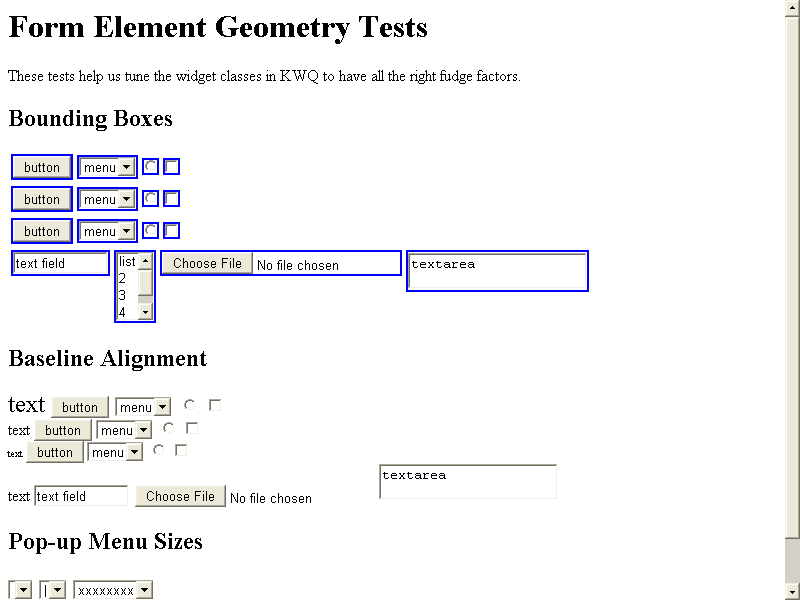 Form Element Geometry Tests
These tests help us tune the widget classes in KWQ to have all the right fudge factors.
Bounding Boxes
button menu
button menu
button menu
text field list Choose File No file chosen textarea
2
3
4
Baseline Alignment
text button menu
text button menu
text button menu
textarea
text text field Choose File No file chosen
Pop-up Menu Sizes
| xxxxxxxx